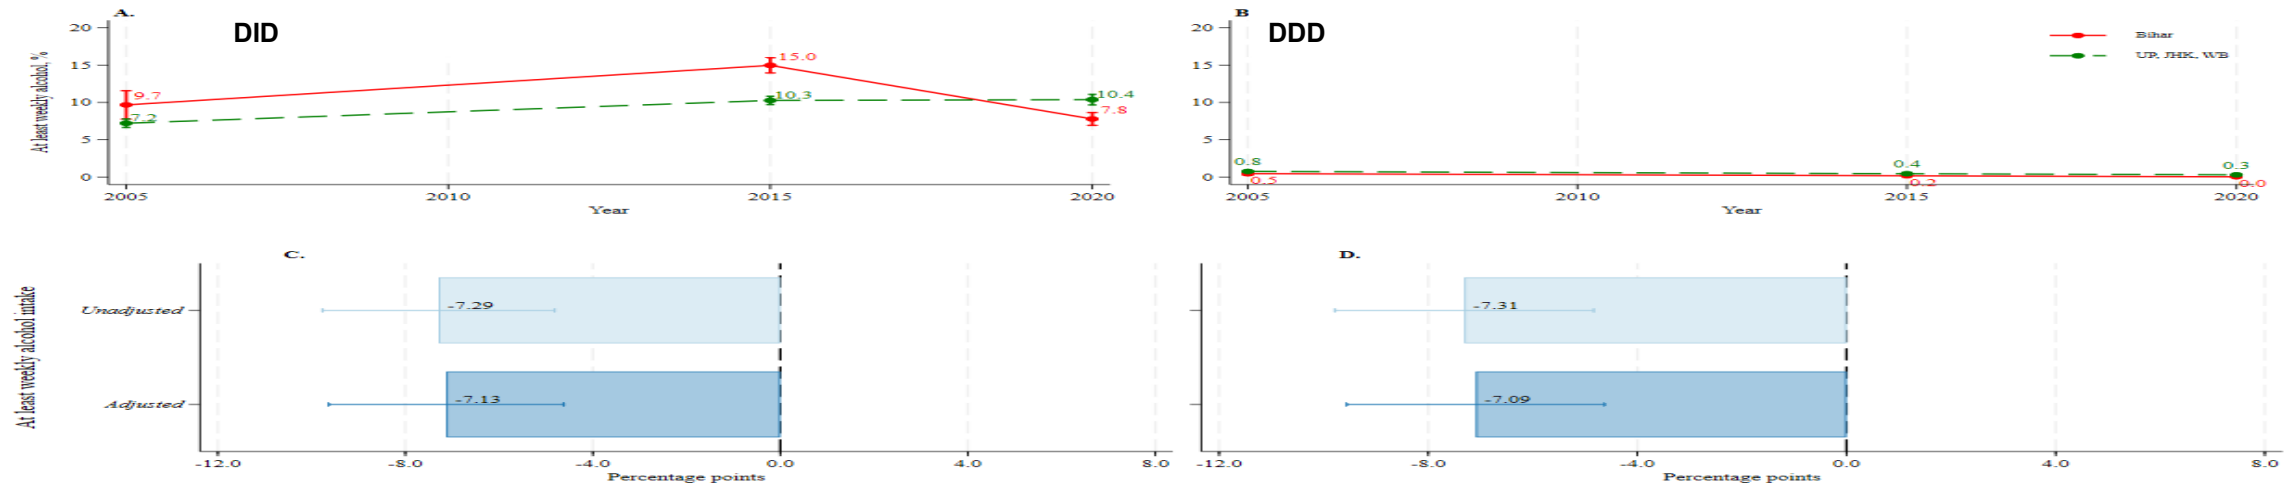 A.
DID
At least weekly alcohol, %
20
15
10
5
0
9.7
7.2
15.0
10.3
10.4
7.8
2005
2010
2015
2020
Year
B
DDD
Bihar
UP, JHK, WB
20
15
10
5
0
0.8
0.5
0.4
0.2
0.3
0.0
2005
2010
2015
2020
Year
C.
At least weekly alcohol intake
Unadjusted
-7.29
Adjusted
-7.13
-12.0
-8.0
-4.0
0.0
4.0
8.0
Percentage points
D.
-7.31
-7.09
-12.0
-8.0
-4.0
0.0
4.0
8.0
Percentage points